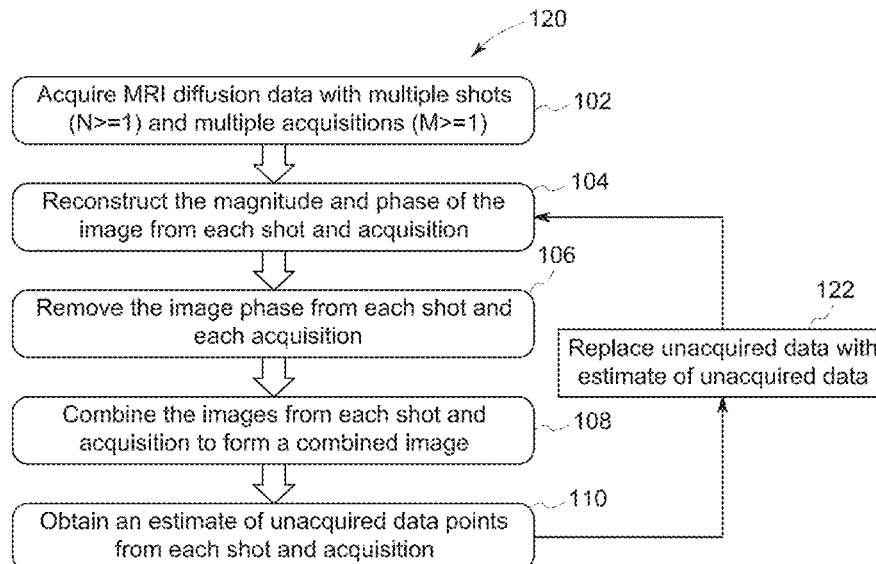 120
Acquire MRI diffusion data with multiple shots
(N>=1) and multiple acquisitions (M>=1)
102
Reconstruct the magnitude and phase of the
image from each shot and acquisition
104
Remove the image phase from each shot and
each acquisition
106
Combine the images from each shot and
acquisition to form a combined image
108
Obtain an estimate of unacquired data points
from each shot and acquisition
110
122
Replace unacquired data with
estimate of unacquired data